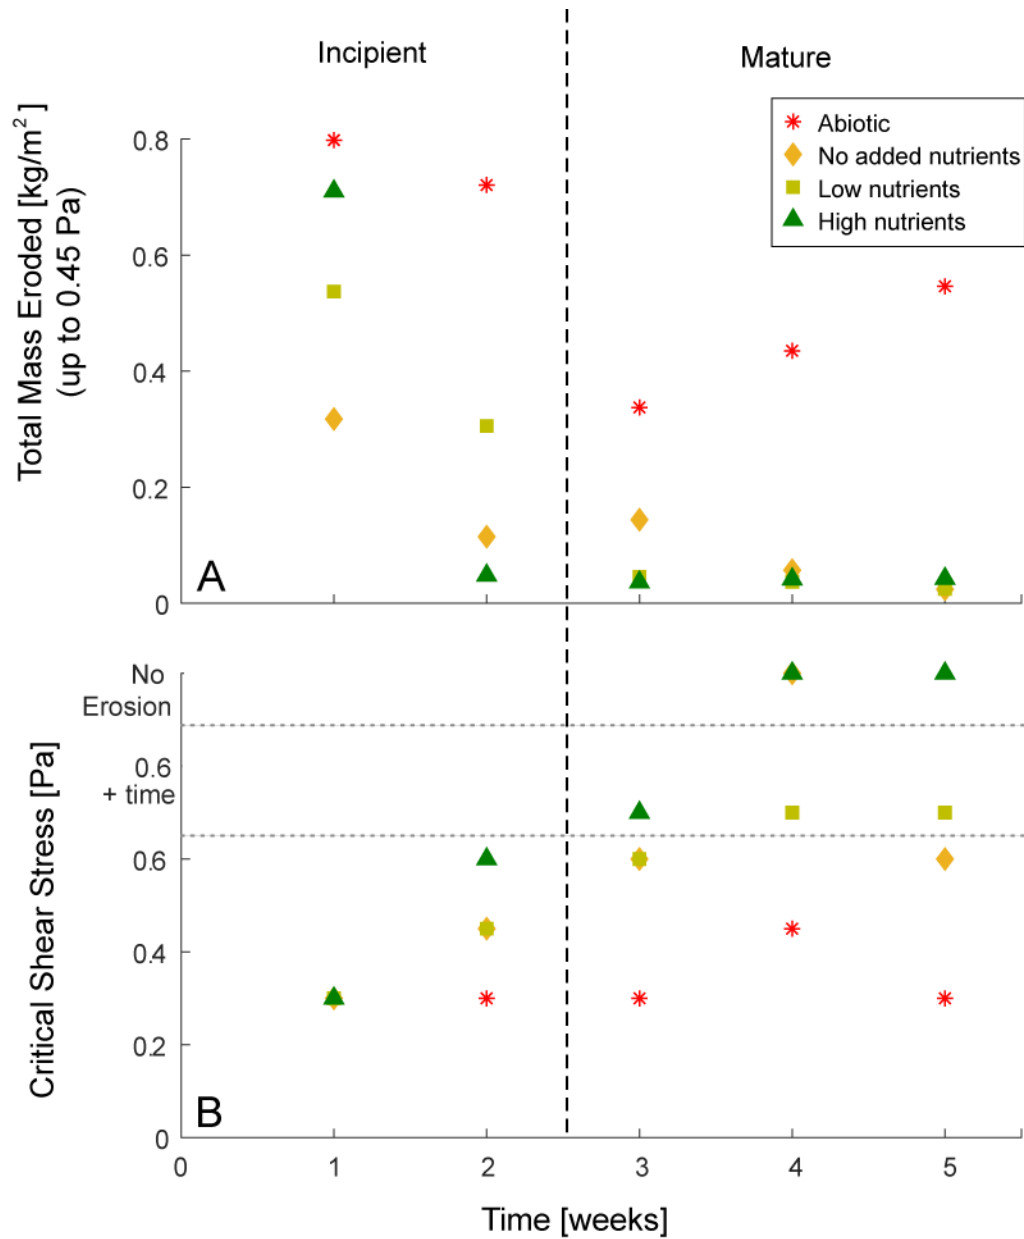 Incipient
Mature
Abiotic
No added nutrients
Low nutrients
High nutrients
Total Mass Eroded [kg/m²]
(up to 0.45 Pa)
0.8
0.6
0.4
0.2
0
A
No
Erosion
0.6
+ time
0.6
0.4
0.2
0
Critical Shear Stress [Pa]
B
0 1 2 3 4 5
Time [weeks]